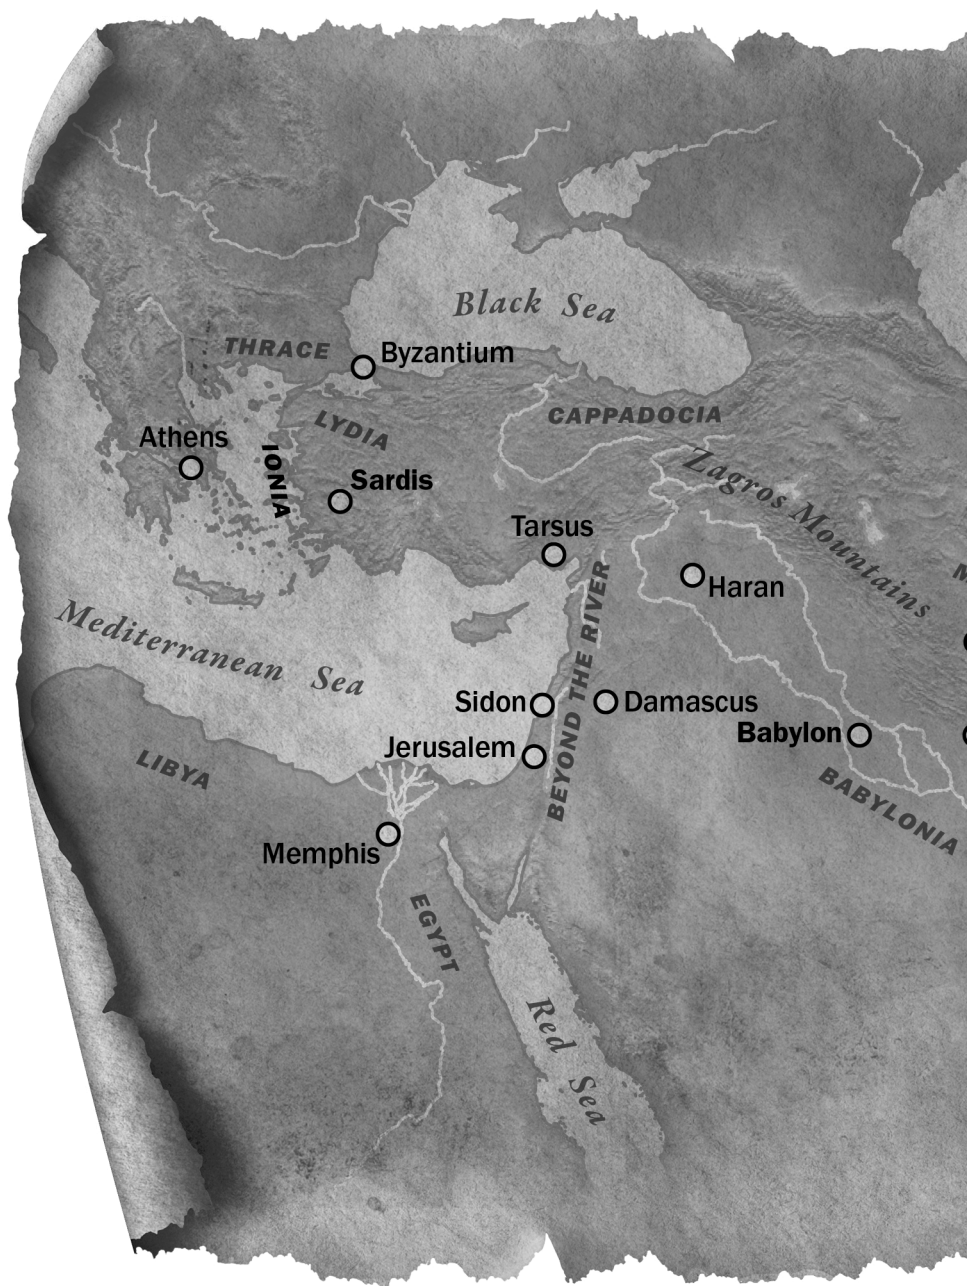 Black Sea
THRACE
Byzantium
LYDIA
CAPPADOCIA
Athens
IONIA
Sardis
Zagros Mountains
Tarsus
Haran
M
BEYOND THE RIVER
Mediterranean Sea
Sidon
Damascus
Babylon
Jerusalem
LIBYA
BABYLONIA
Memphis
EGYPT
Red Sea